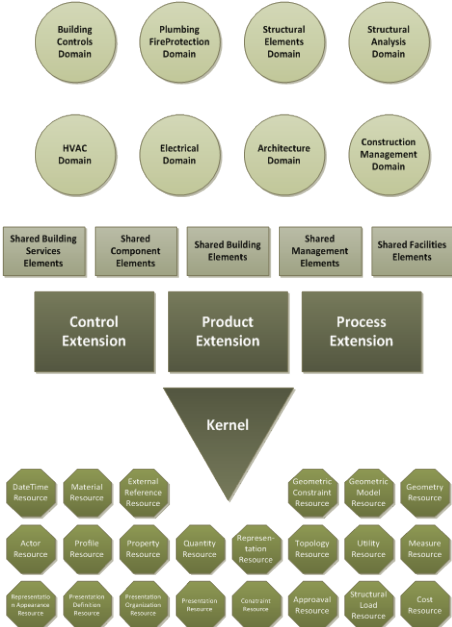 Building
Controls
Domain
Plumbing
FireProtection
Domain
Structural
Elements
Domain
Structural
Analysis
Domain
HVAC
Domain
Electrical
Domain
Architecture
Domain
Construction
Management
Domain
Shared Building
Services
Elements
Shared
Component
Elements
Shared Building
Elements
Shared
Management
Elements
Shared Facilities
Elements
Control
Extension
Product
Extension
Process
Extension
Kernel
DateTime
Resource
Material
Resource
External
Reference
Resource
Geometric
Constraint
Resource
Geometric
Model
Resource
Geometry
Resource
Actor
Resource
Profile
Resource
Property
Resource
Quantity
Resource
Represen-
tation
Resource
Topology
Resource
Utility
Resource
Measure
Resource
Representatio
n Appearance
Resource
Presentation
Definition
Resource
Presentation
Organization
Resource
Presentation
Resource
Constraint
Resource
Approaval
Resource
Structural
Load
Resource
Cost
Resource